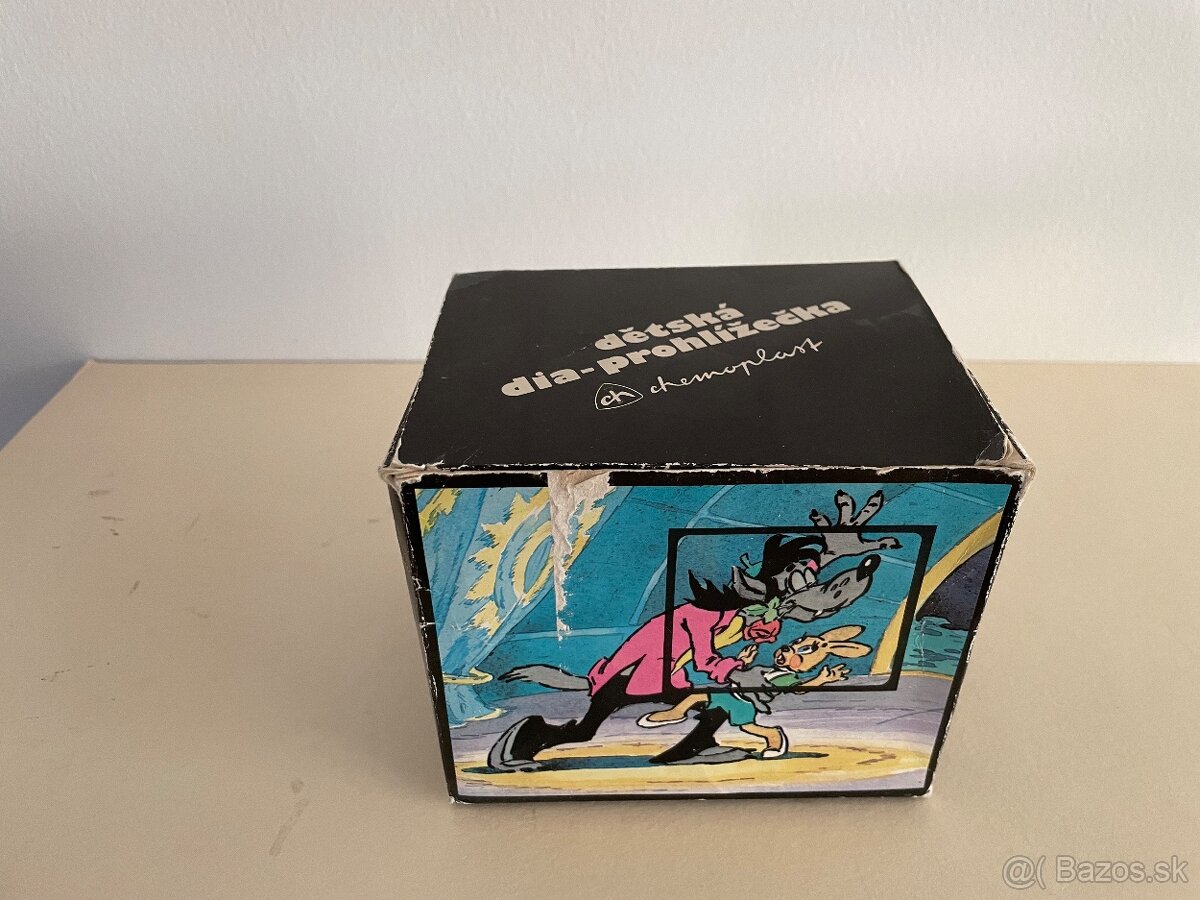 dětská
dia-prohlížečka
ch chemoplast
@( Bazos.sk